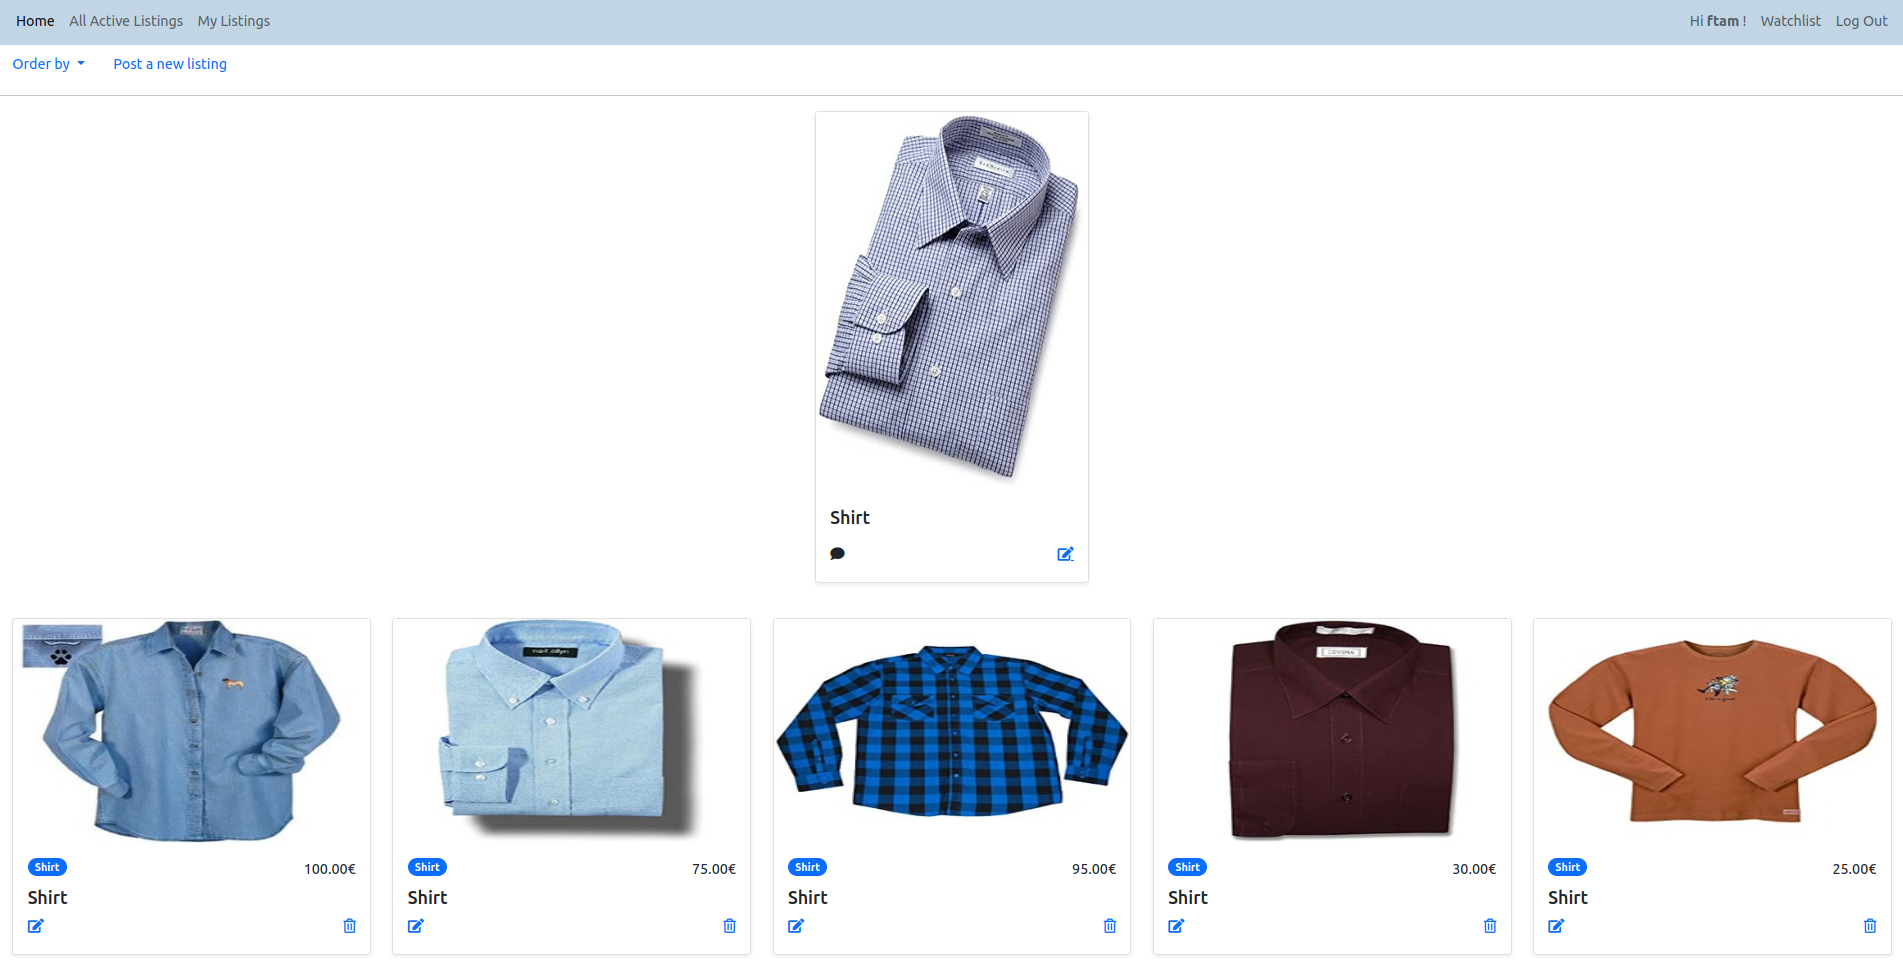 Home All Active Listings My Listings Hi ftam ! Watchlist Log Out
Order by Post a new listing
Shirt
Shirt 100.00€
Shirt
Shirt 75.00€
Shirt
Shirt 95.00€
Shirt
COVONA
Shirt 30.00€
Shirt
Shirt 25.00€
Shirt